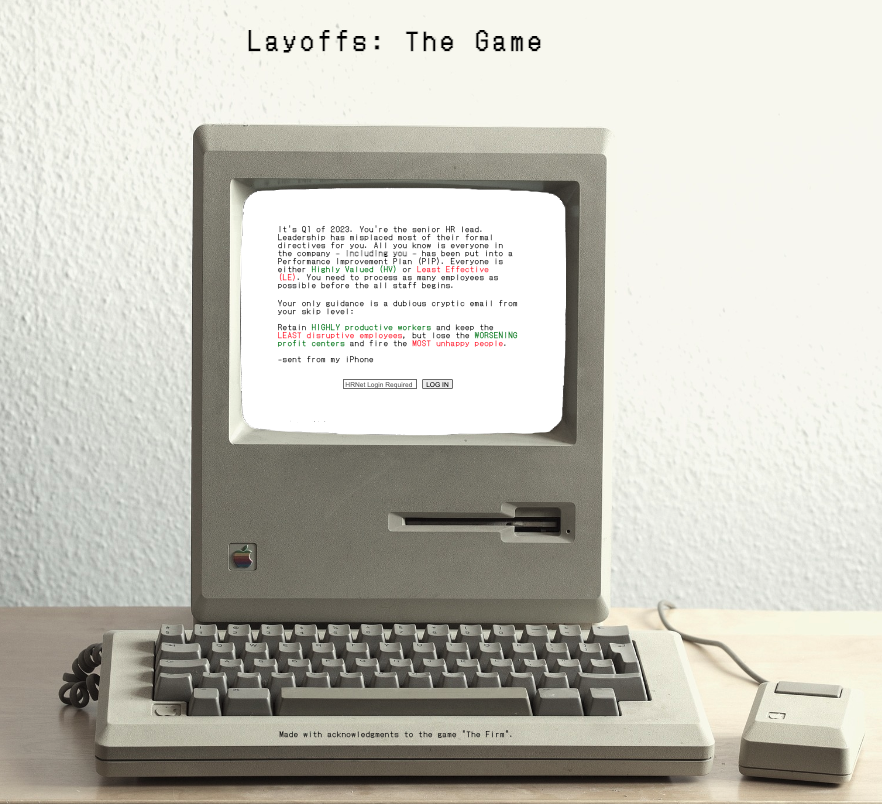 Layoffs: The Game
It's Q1 of 2023. You're the senior HR lead.
Leadership has misplaced most of their formal
directives for you. All you know is everyone in
the company - including you - has been put into a
Performance Improvement Plan (PIP). Everyone is
either Highly Valued (HV) or Least Effective
(LE). You need to process as many employees as
possible before the all staff begins.
Your only guidance is a dubious cryptic email from
your skip level:
Retain HIGHLY productive workers and keep the
LEAST disruptive employees, but lose the WORSENING
profit centers and fire the MOST unhappy people.
-sent from my iPhone
HRNet Login Required LOG IN
Made with acknowledgments to the game "The Firm".